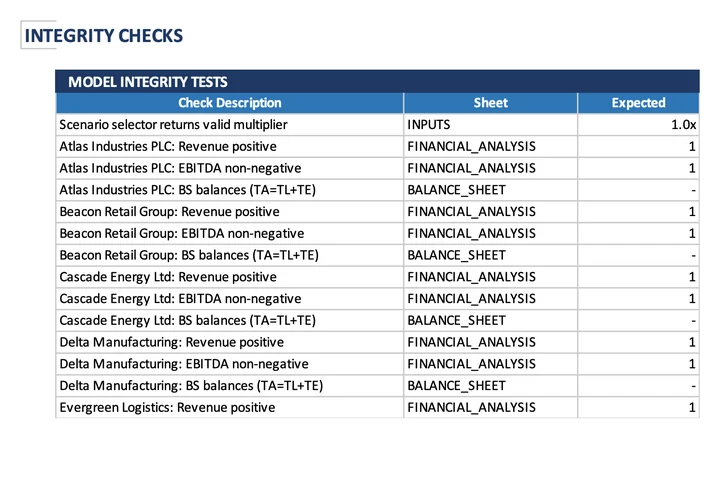 INTEGRITY CHECKS
MODEL INTEGRITY TESTS
Check Description Sheet Expected
Scenario selector returns valid multiplier INPUTS 1.0x
Atlas Industries PLC: Revenue positive FINANCIAL_ANALYSIS 1
Atlas Industries PLC: EBITDA non-negative FINANCIAL_ANALYSIS 1
Atlas Industries PLC: BS balances (TA=TL+TE) BALANCE_SHEET -
Beacon Retail Group: Revenue positive FINANCIAL_ANALYSIS 1
Beacon Retail Group: EBITDA non-negative FINANCIAL_ANALYSIS 1
Beacon Retail Group: BS balances (TA=TL+TE) BALANCE_SHEET -
Cascade Energy Ltd: Revenue positive FINANCIAL_ANALYSIS 1
Cascade Energy Ltd: EBITDA non-negative FINANCIAL_ANALYSIS 1
Cascade Energy Ltd: BS balances (TA=TL+TE) BALANCE_SHEET -
Delta Manufacturing: Revenue positive FINANCIAL_ANALYSIS 1
Delta Manufacturing: EBITDA non-negative FINANCIAL_ANALYSIS 1
Delta Manufacturing: BS balances (TA=TL+TE) BALANCE_SHEET -
Evergreen Logistics: Revenue positive FINANCIAL_ANALYSIS 1